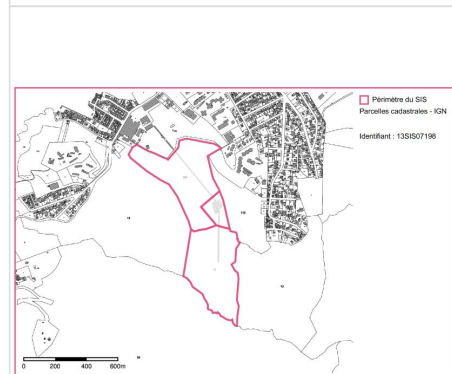 Périmètre du SIS
Parcelles cadastrales - IGN
Identifiant : 13SIS07198
0 200 400 600m